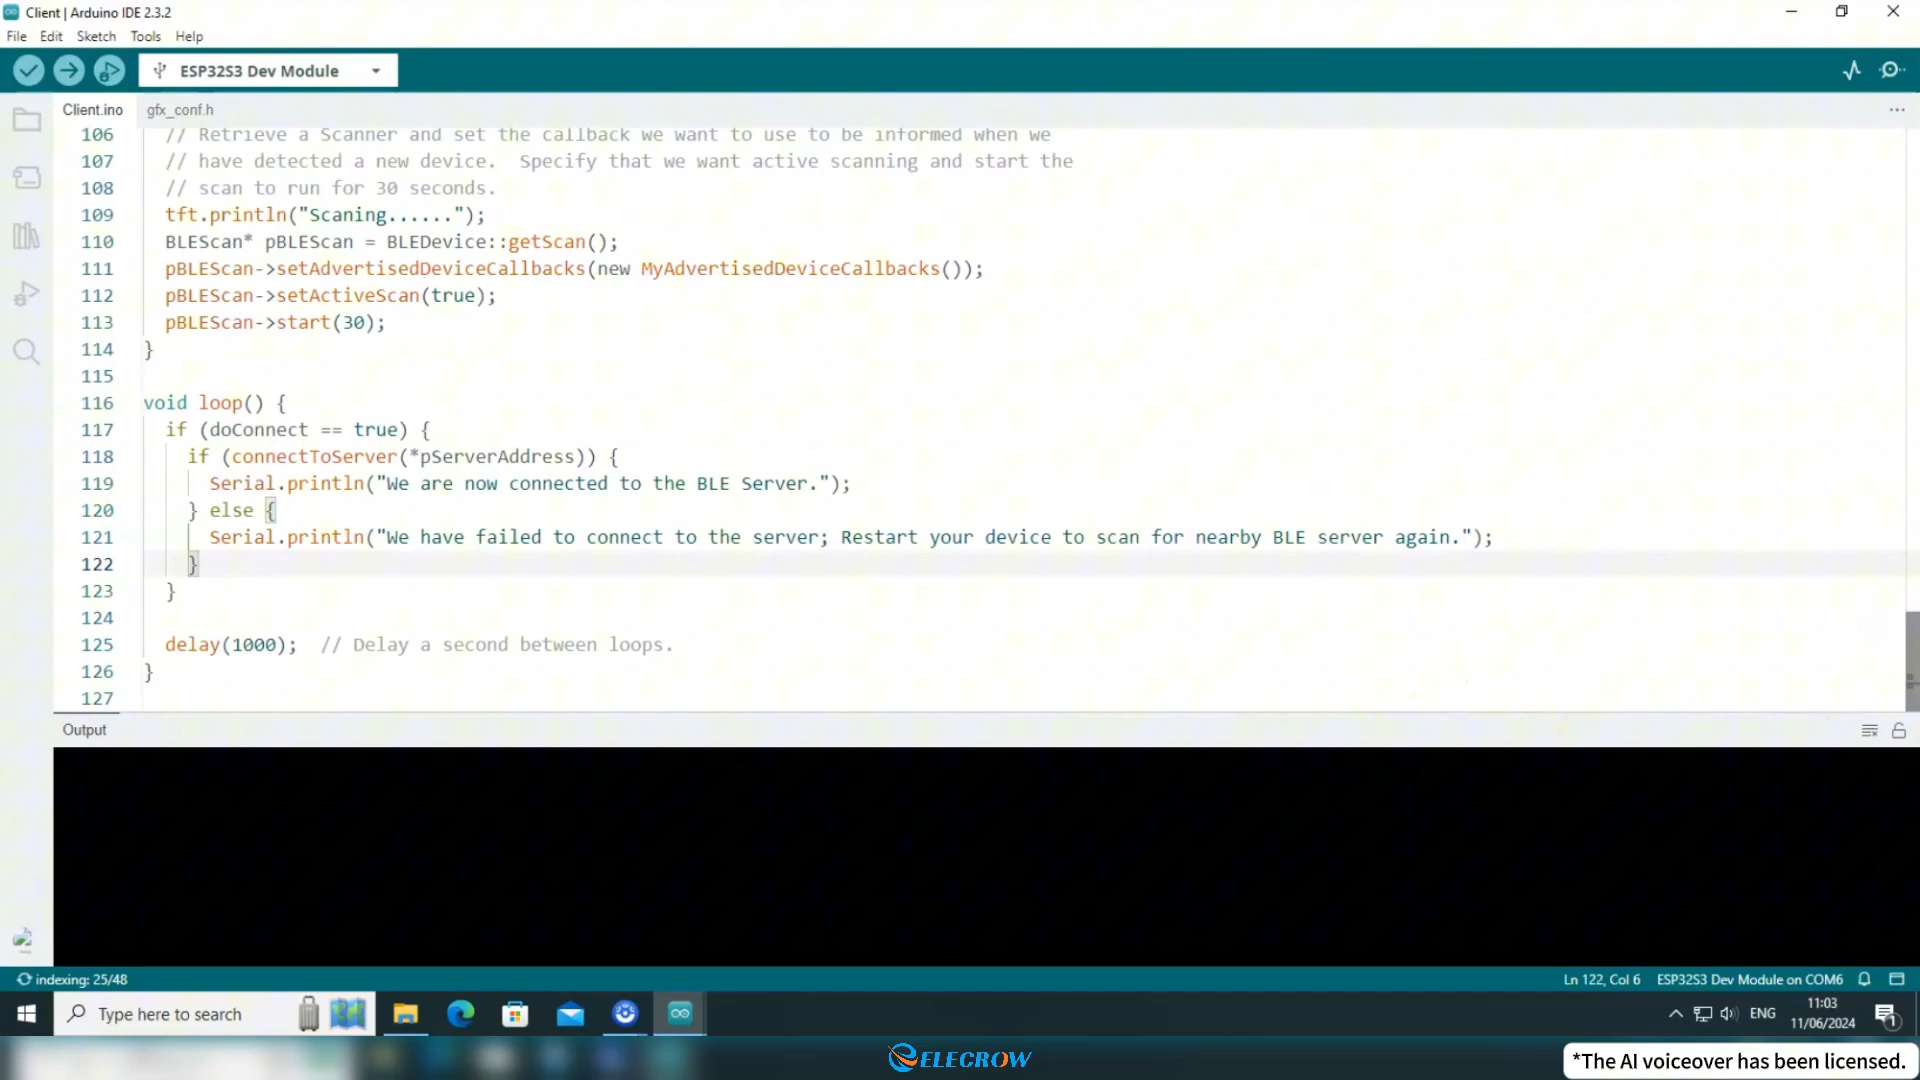 Client | Arduino IDE 2.3.2
File Edit Sketch Tools Help
ESP32S3 Dev Module
Client.ino gfx_conf.h
106 // Retrieve a Scanner and set the callback we want to use to be informed when we
107 // have detected a new device.  Specify that we want active scanning and start the
108 // scan to run for 30 seconds.
109 tft.println("Scaning......");
110 BLEScan* pBLEScan = BLEDevice::getScan();
111 pBLEScan->setAdvertisedDeviceCallbacks(new MyAdvertisedDeviceCallbacks());
112 pBLEScan->setActiveScan(true);
113 pBLEScan->start(30);
114 }
115
116 void loop() {
117 if (doConnect == true) {
118 if (connectToServer(*pServerAddress)) {
119 Serial.println("We are now connected to the BLE Server.");
120 } else {
121 Serial.println("We have failed to connect to the server; Restart your device to scan for nearby BLE server again.");
122 }
123 }
124
125 delay(1000);  // Delay a second between loops.
126 }
127
Output
indexing: 25/48 Ln 122, Col 6 ESP32S3 Dev Module on COM6
Type here to search ENG 11:03
11/06/2024 1
ELECROW
*The AI voiceover has been licensed.